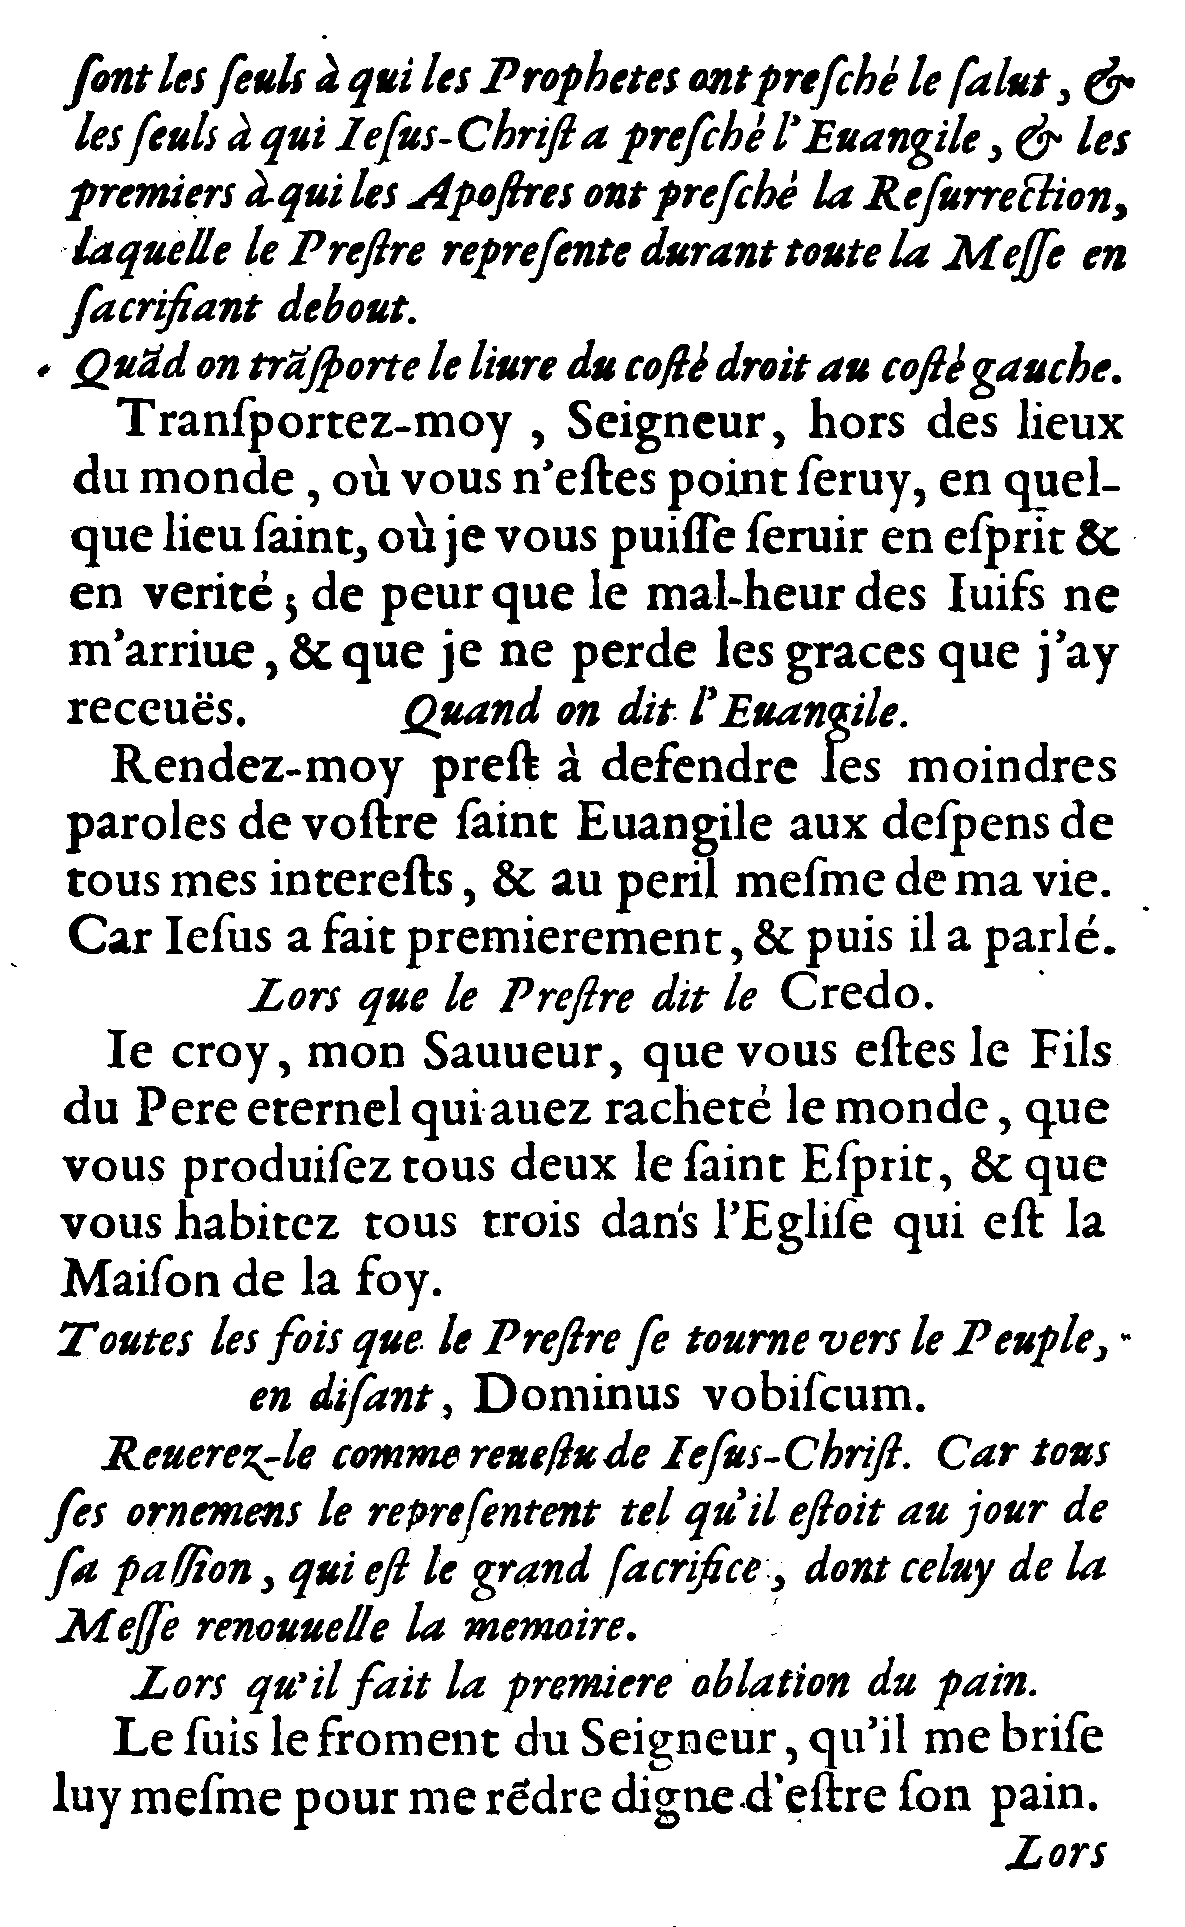 ſont les ſeuls à qui les Prophetes ont preſché le ſalut, &
les ſeuls à qui Ieſus-Chriſt a preſché l'Euangile, & les
premiers à qui les Apoſtres ont preſché la Reſurrection,
laquelle le Preſtre repreſente durant toute la Meſſe en
ſacrifiant debout.
Quãd on trãſporte le liure du coſté droit au coſté gauche.
Tranſportez-moy, Seigneur, hors des lieux
du monde, où vous n'eſtes point ſeruy, en quel-
que lieu ſaint, où je vous puiſſe ſeruir en eſprit &
en verité; de peur que le mal-heur des Iuifs ne
m'arriue, & que je ne perde les graces que j'ay
receuës. Quand on dit l'Euangile.
Rendez-moy preſt à defendre les moindres
paroles de voſtre ſaint Euangile aux deſpens de
tous mes intereſts, & au peril meſme de ma vie.
Car Ieſus a fait premierement, & puis il a parlé.
Lors que le Preſtre dit le Credo.
Ie croy, mon Sauueur, que vous eſtes le Fils
du Pere eternel qui auez racheté le monde, que
vous produiſez tous deux le ſaint Eſprit, & que
vous habitez tous trois dans l'Egliſe qui eſt la
Maiſon de la foy.
Toutes les fois que le Preſtre ſe tourne vers le Peuple,
en diſant, Dominus vobiſcum.
Reuerez-le comme reueſtu de Ieſus-Chriſt. Car tous
ſes ornemens le repreſentent tel qu'il eſtoit au jour de
ſa paſſion, qui eſt le grand ſacrifice, dont celuy de la
Meſſe renouuelle la memoire.
Lors qu'il fait la premiere oblation du pain.
Le ſuis le froment du Seigneur, qu'il me briſe
luy meſme pour me rẽdre digne d'eſtre ſon pain.
Lors